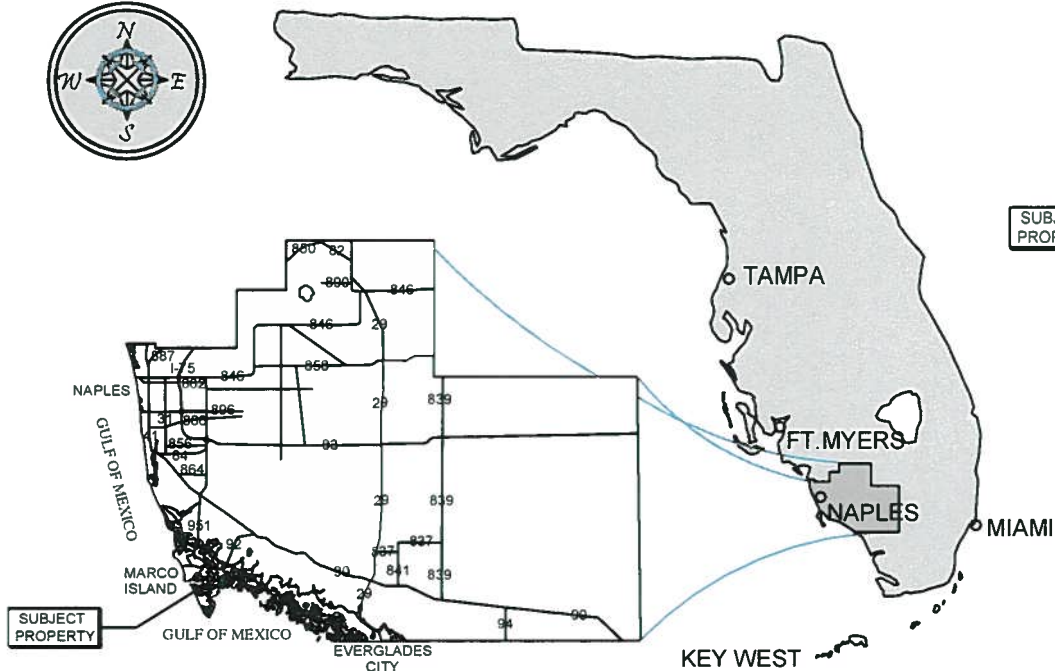 N
W E
S
SUBJ
PROP
TAMPA
850 82
890 846
846 29
887
I-75
846 858
NAPLES
862
29 839
896
31 886
GULF OF MEXICO
856 93
84
864
FT.MYERS
NAPLES
MIAMI
29 839
951
92
837 837
90 841 839
29
MARCO
ISLAND
SUBJECT
PROPERTY
GULF OF MEXICO
94 90
EVERGLADES
CITY
KEY WEST